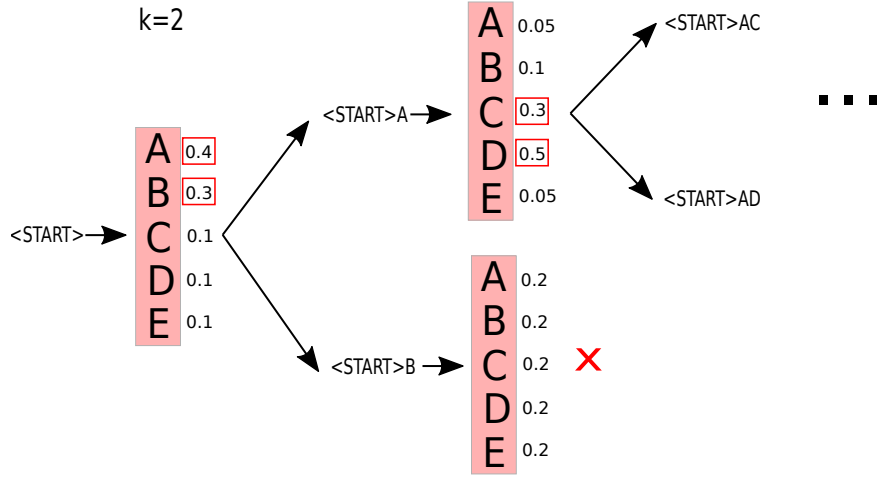 k=2
<START>
A 0.4
B 0.3
C 0.1
D 0.1
E 0.1
<START>A
A 0.05
B 0.1
C 0.3
D 0.5
E 0.05
<START>AC
<START>AD
...
<START>B
A 0.2
B 0.2
C 0.2
D 0.2
E 0.2